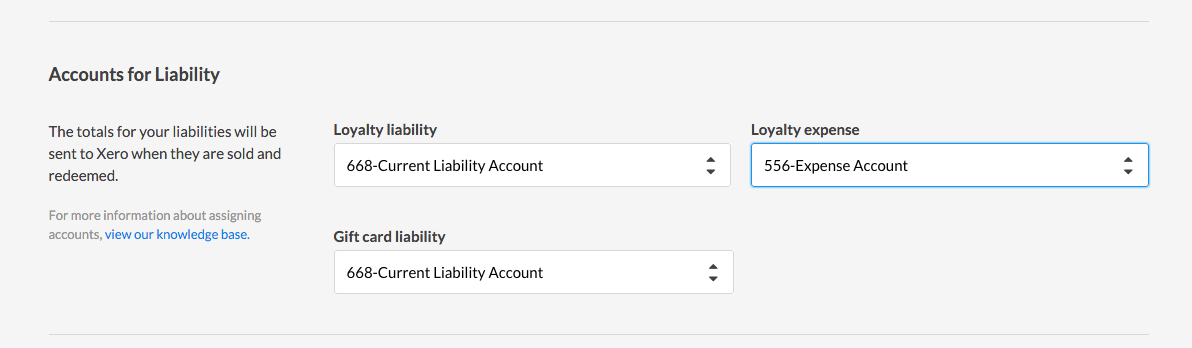 Accounts for Liability
The totals for your liabilities will be
sent to Xero when they are sold and
redeemed.
For more information about assigning
accounts, view our knowledge base.
Loyalty liability
668-Current Liability Account
Loyalty expense
556-Expense Account
Gift card liability
668-Current Liability Account